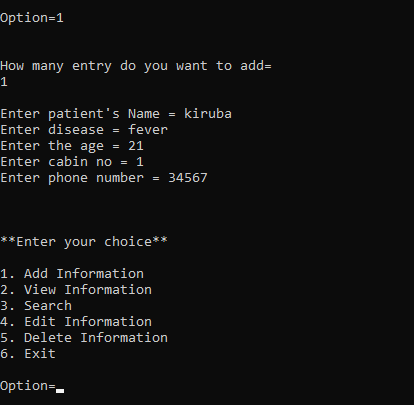 Option=1
How many entry do you want to add=
1
Enter patient's Name = kiruba
Enter disease = fever
Enter the age = 21
Enter cabin no = 1
Enter phone number = 34567
**Enter your choice**
1. Add Information
2. View Information
3. Search
4. Edit Information
5. Delete Information
6. Exit
Option=